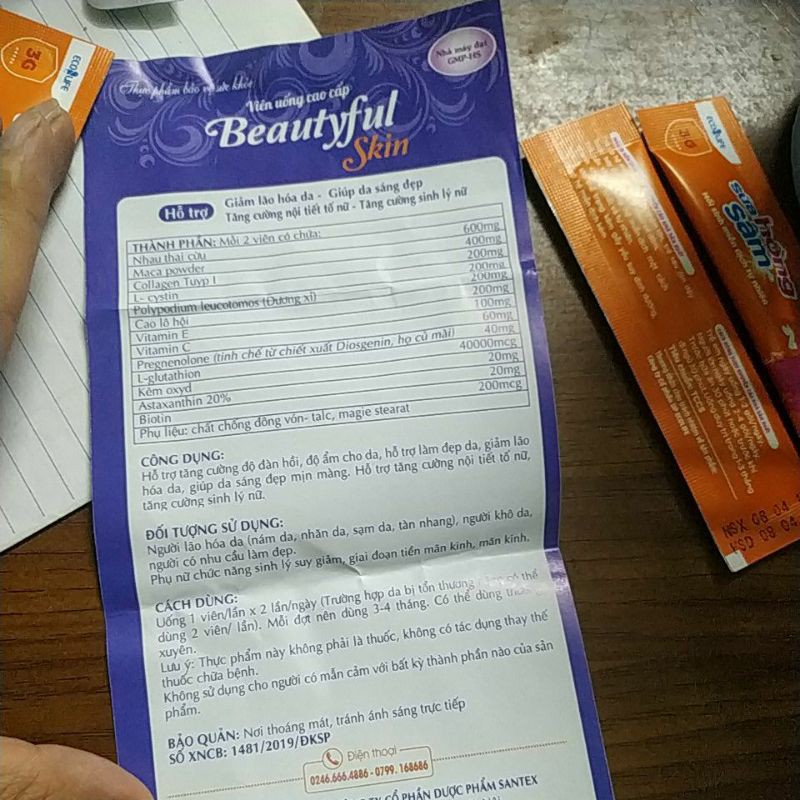 Thực phẩm bảo vệ sức khỏe
Nhà máy đạt
GMP-HS
Viên uống cao cấp
Beautyful
Skin
Hỗ trợ
Giảm lão hóa da - Giúp da sáng đẹp
Tăng cường nội tiết tố nữ - Tăng cường sinh lý nữ
THÀNH PHẦN: Mỗi 2 viên có chứa:
Nhau thai cừu 600mg
Maca powder 400mg
Collagen Tuýp I 200mg
L- cystin 200mg
Polypodium leucotomos (Dương xỉ) 200mg
Cao lô hội 200mg
Vitamin E 100mg
Vitamin C 60mg
Pregnenolone (tinh chế từ chiết xuất Diosgenin, họ củ mài) 40mg
L-glutathion 40000mcg
Kẽm oxyd 20mg
Astaxanthin 20% 20mg
Biotin 200mcg
Phụ liệu: chất chống đông vón- talc, magie stearat
CÔNG DỤNG:
Hỗ trợ tăng cường độ đàn hồi, độ ẩm cho da, hỗ trợ làm đẹp da, giảm lão
hóa da, giúp da sáng đẹp mịn màng. Hỗ trợ tăng cường nội tiết tố nữ,
tăng cường sinh lý nữ.
ĐỐI TƯỢNG SỬ DỤNG:
Người lão hóa da (nám da, nhăn da, sạm da, tàn nhang), người khô da,
người có nhu cầu làm đẹp.
Phụ nữ chức năng sinh lý suy giảm, giai đoạn tiền mãn kinh, mãn kinh.
CÁCH DÙNG:
Uống 1 viên/lần x 2 lần/ngày (Trường hợp da bị tổn thương có thể
dùng 2 viên/ lần). Mỗi đợt nên dùng 3-4 tháng. Có thể dùng
xuyên.
Lưu ý: Thực phẩm này không phải là thuốc, không có tác dụng thay thế
thuốc chữa bệnh.
Không sử dụng cho người có mẫn cảm với bất kỳ thành phần nào của sản
phẩm.
BẢO QUẢN: Nơi thoáng mát, tránh ánh sáng trực tiếp
SỐ XNCB: 1481/2019/ĐKSP
Điện thoại
0246.666.4886 - 0799.168686
CỔ PHẦN DƯỢC PHẨM SANTEX
3G
ECOLIFE
3G
ECOLIFE
sữa hồng
sâm
HSX 08 04
HSD 08 04